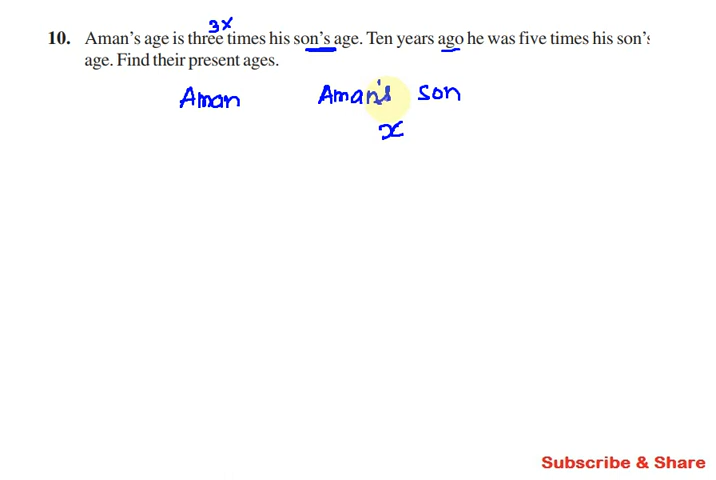 3x
10. Aman's age is three times his son's age. Ten years ago he was five times his son's
age. Find their present ages.
Aman Aman's son
x
Subscribe & Share